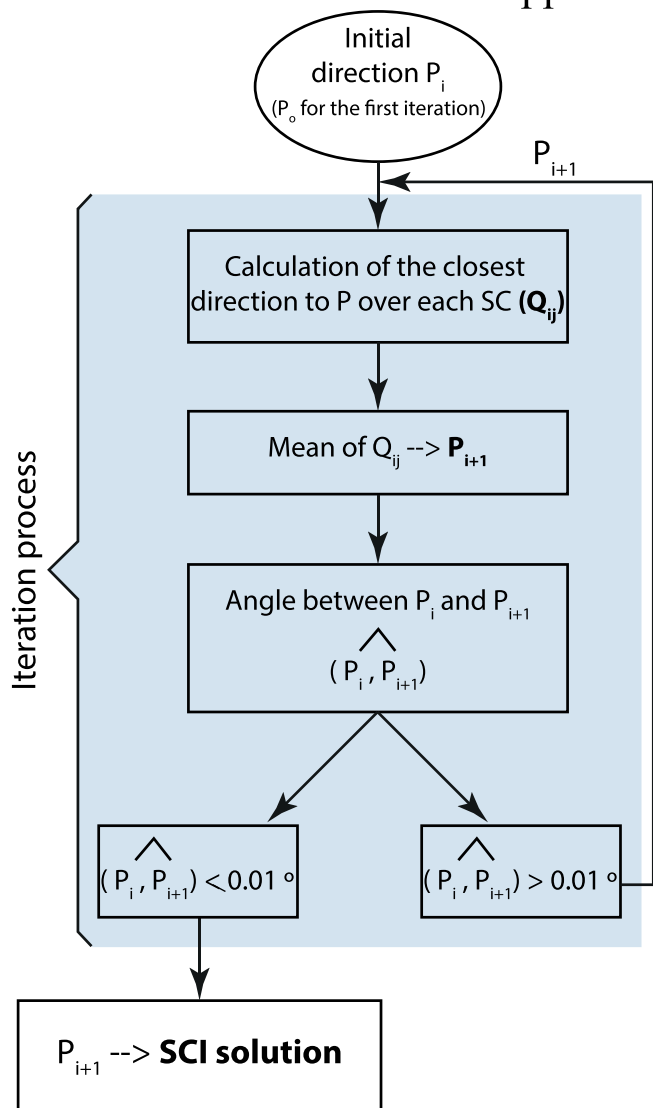 Initial
direction Pᵢ
(Pₒ for the first iteration)
Pᵢ₊₁
Calculation of the closest
direction to P over each SC (Qᵢⱼ)
Mean of Qᵢⱼ --> Pᵢ₊₁
Iteration process
Angle between Pᵢ and Pᵢ₊₁
( Pᵢ , Pᵢ₊₁)
( Pᵢ , Pᵢ₊₁) < 0.01 º
( Pᵢ , Pᵢ₊₁) > 0.01 º
Pᵢ₊₁ --> SCI solution